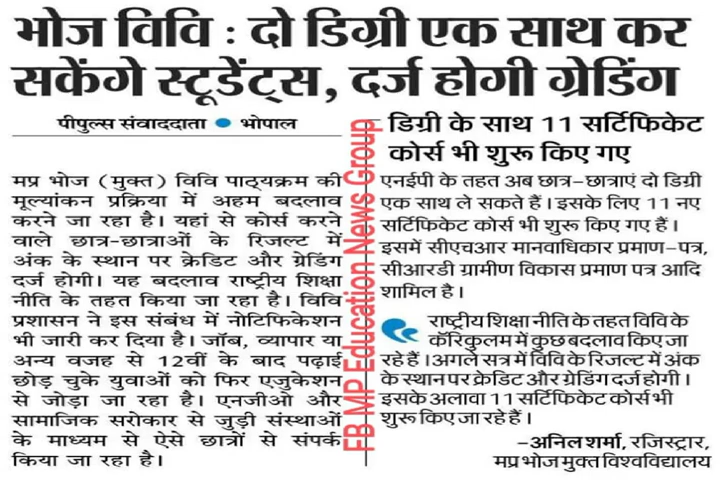 भोज विवि : दो डिग्री एक साथ कर
सकेंगे स्टूडेंट्स, दर्ज होगी ग्रेडिंग
पीपुल्स संवाददाता ● भोपाल
मप्र भोज (मुक्त) विवि पाठ्यक्रम की
मूल्यांकन प्रक्रिया में अहम बदलाव
करने जा रहा है। यहां से कोर्स करने
वाले छात्र-छात्राओं के रिजल्ट में
अंक के स्थान पर क्रेडिट और ग्रेडिंग
दर्ज होगी। यह बदलाव राष्ट्रीय शिक्षा
नीति के तहत किया जा रहा है। विवि
प्रशासन ने इस संबंध में नोटिफिकेशन
भी जारी कर दिया है। जॉब, व्यापार या
अन्य वजह से 12वीं के बाद पढ़ाई
छोड़ चुके युवाओं को फिर एजुकेशन
से जोड़ा जा रहा है। एनजीओ और
सामाजिक सरोकार से जुड़ी संस्थाओं
के माध्यम से ऐसे छात्रों से संपर्क
किया जा रहा है।
FB MP Education News Group
डिग्री के साथ 11 सर्टिफिकेट
कोर्स भी शुरू किए गए
एनईपी के तहत अब छात्र-छात्राएं दो डिग्री
एक साथ ले सकते हैं। इसके लिए 11 नए
सर्टिफिकेट कोर्स भी शुरू किए गए हैं।
इसमें सीएचआर मानवाधिकार प्रमाण-पत्र,
सीआरडी ग्रामीण विकास प्रमाण पत्र आदि
शामिल है।
राष्ट्रीय शिक्षा नीति के तहत विवि के
कॅरिकुलम में कुछ बदलाव किए जा
रहे हैं। अगले सत्र में विवि के रिजल्ट में अंक
के स्थान पर क्रेडिट और ग्रेडिंग दर्ज होगी।
इसके अलावा 11 सर्टिफिकेट कोर्स भी
शुरू किए जा रहे हैं।
-अनिल शर्मा, रजिस्ट्रार,
मप्र भोज मुक्त विश्वविद्यालय